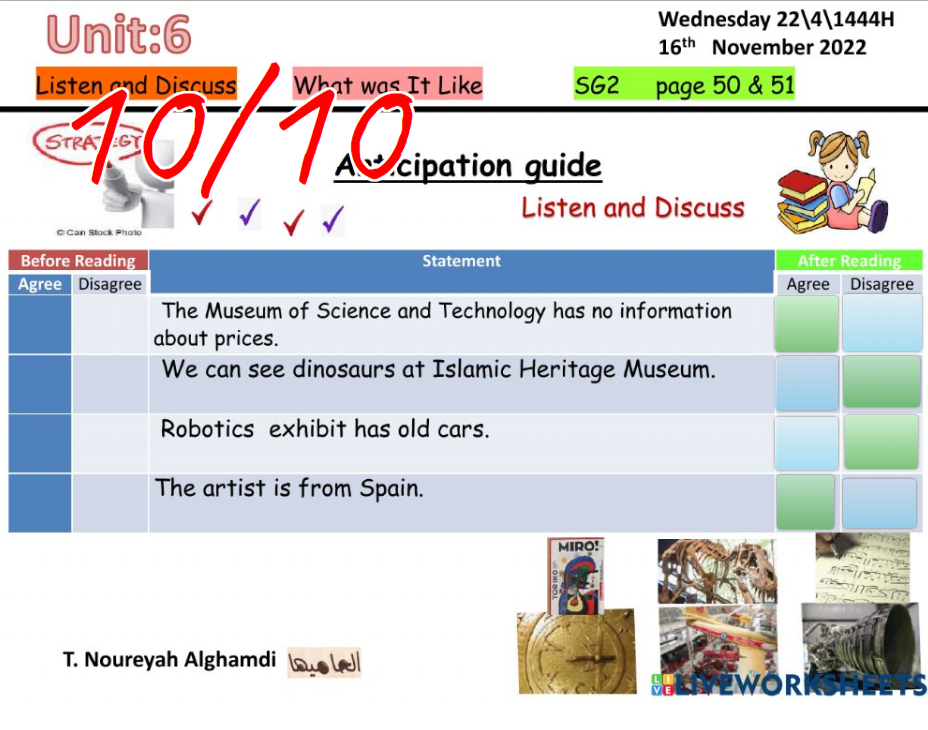 Unit:6
Wednesday 22\4\1444H
16th November 2022
Listen and Discuss
What was It Like
SG2 page 50 & 51
10/10
STRATEGY
Anticipation guide
Listen and Discuss
© Can Stock Photo
Before Reading
Statement
After Reading
Agree
Disagree
Agree
Disagree
The Museum of Science and Technology has no information
about prices.
We can see dinosaurs at Islamic Heritage Museum.
Robotics exhibit has old cars.
The artist is from Spain.
MIRO!
TORINO
T. Noureyah Alghamdi
LIVE LIVEWORKSHEETS